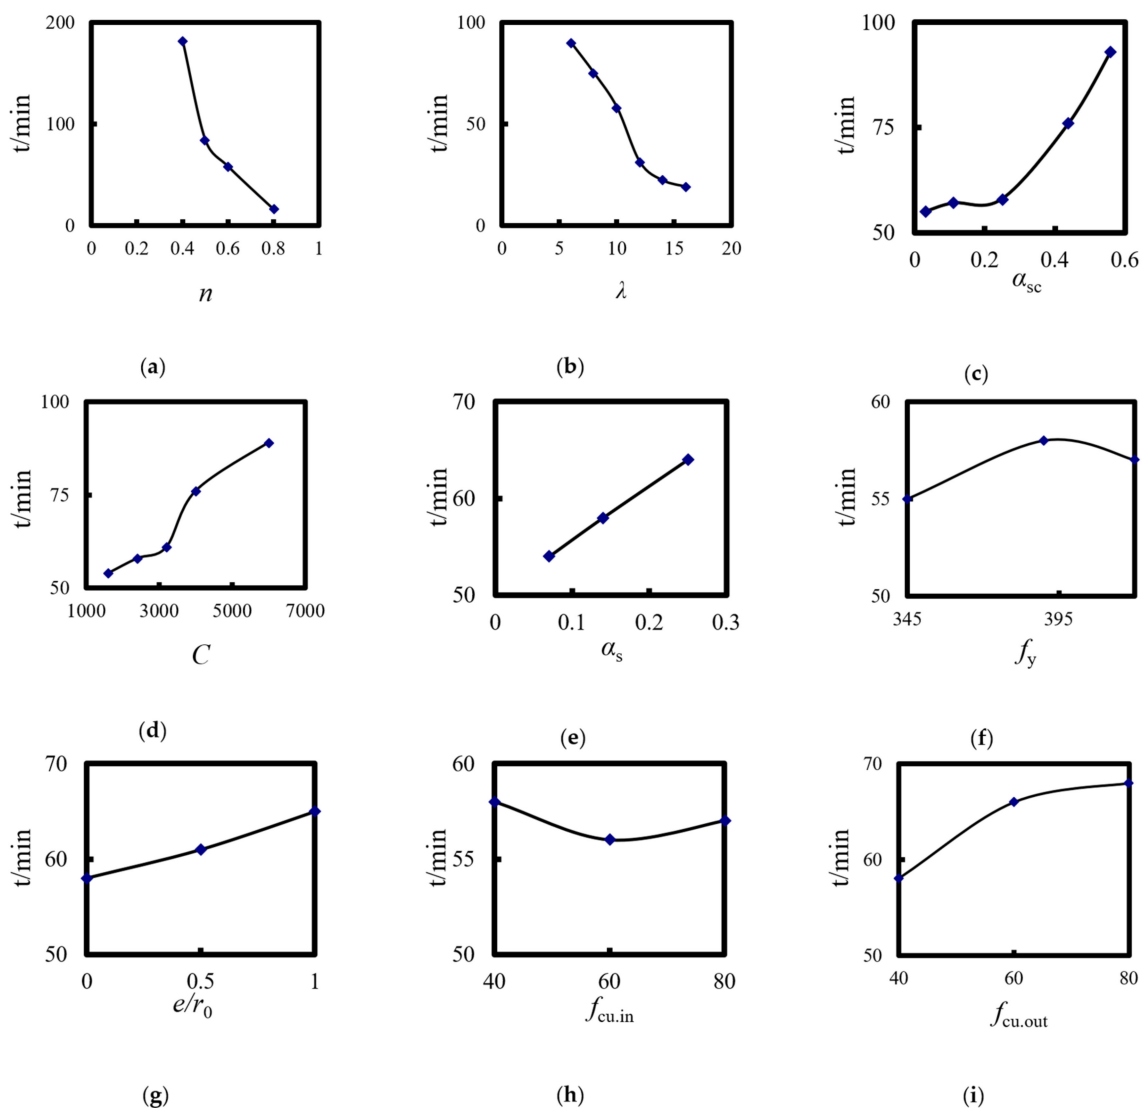 200
100
0
t/min
0 0.2 0.4 0.6 0.8 1
n
(a)
100
50
0
t/min
0 5 10 15 20
λ
(b)
100
75
50
t/min
0 0.2 0.4 0.6
αsc
(c)
100
75
50
t/min
1000 3000 5000 7000
C
(d)
70
60
50
t/min
0 0.1 0.2 0.3
αs
(e)
60
55
50
t/min
345 395
fy
(f)
70
60
50
t/min
0 0.5 1
e/r0
(g)
60
55
50
t/min
40 60 80
fcu.in
(h)
70
60
50
t/min
40 60 80
fcu.out
(i)